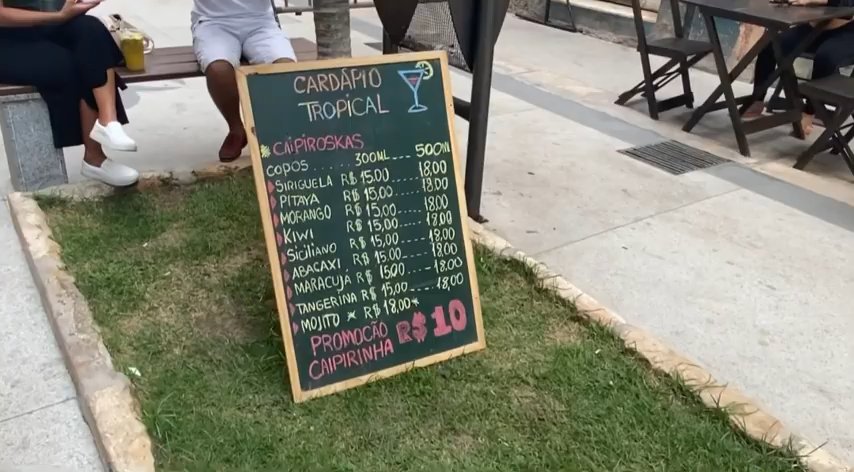 CARDÁPIO
TROPICAL
CAIPIROSKAS
COPOS .... 300ML.... 500ML
SIRIGUELA R$ 15,00 ..... 18,00
PITAYA R$ 15,00 ..... 18,00
MORANGO R$ 15,00 ..... 18,00
KIWI R$ 15,00 ..... 18,00
SICILIANO R$ 15,00 ..... 18,00
ABACAXI R$ 15,00 ..... 18,00
MARACUJÁ R$ 15,00 ..... 18,00
TANGERINA R$ 15,00 ..... 18,00
MOJITO * R$ 18,00 *
PROMOCÃO R$ 10
CAIPIRINHA